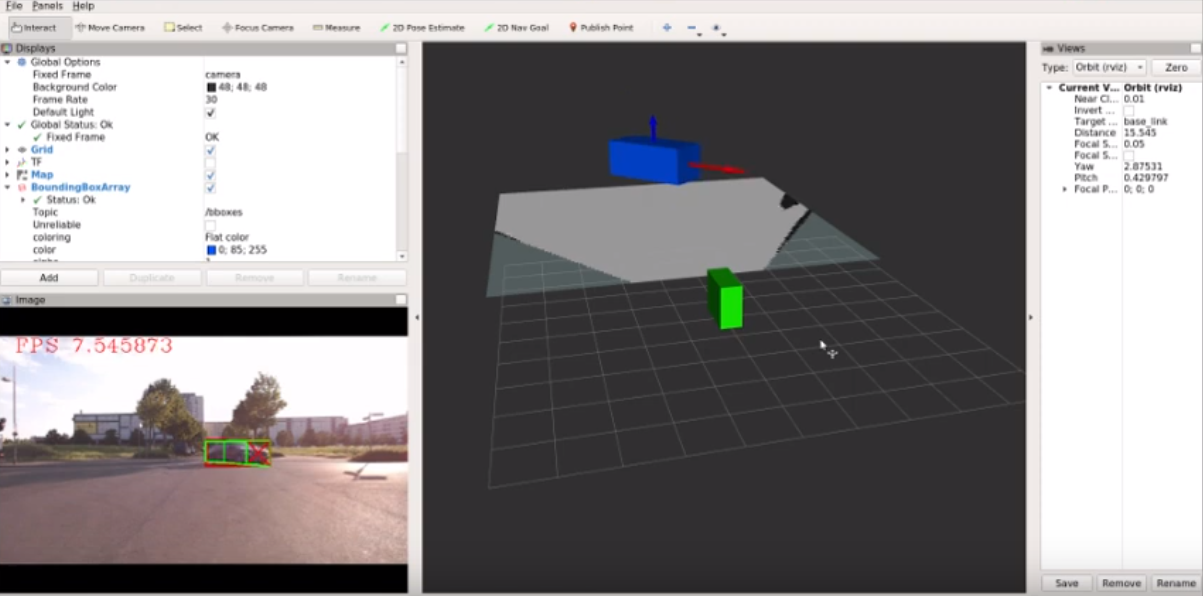 File Panels Help
Interact Move Camera Select Focus Camera Measure 2D Pose Estimate 2D Nav Goal Publish Point
Displays
Global Options
Fixed Frame camera
Background Color 48; 48; 48
Frame Rate 30
Default Light
Global Status: Ok
Fixed Frame OK
Grid
TF
Map
BoundingBoxArray
Status: Ok
Topic /bboxes
Unreliable
coloring Flat color
color 0; 85; 255
Add Duplicate Remove Rename
Image
FPS 7.545873
Views
Type: Orbit (rviz) Zero
Current V... Orbit (rviz)
Near Cl... 0.01
Invert ...
Target ... base_link
Distance 15.545
Focal S... 0.05
Focal S...
Yaw 2.87531
Pitch 0.429797
Focal P... 0; 0; 0
Save Remove Rename